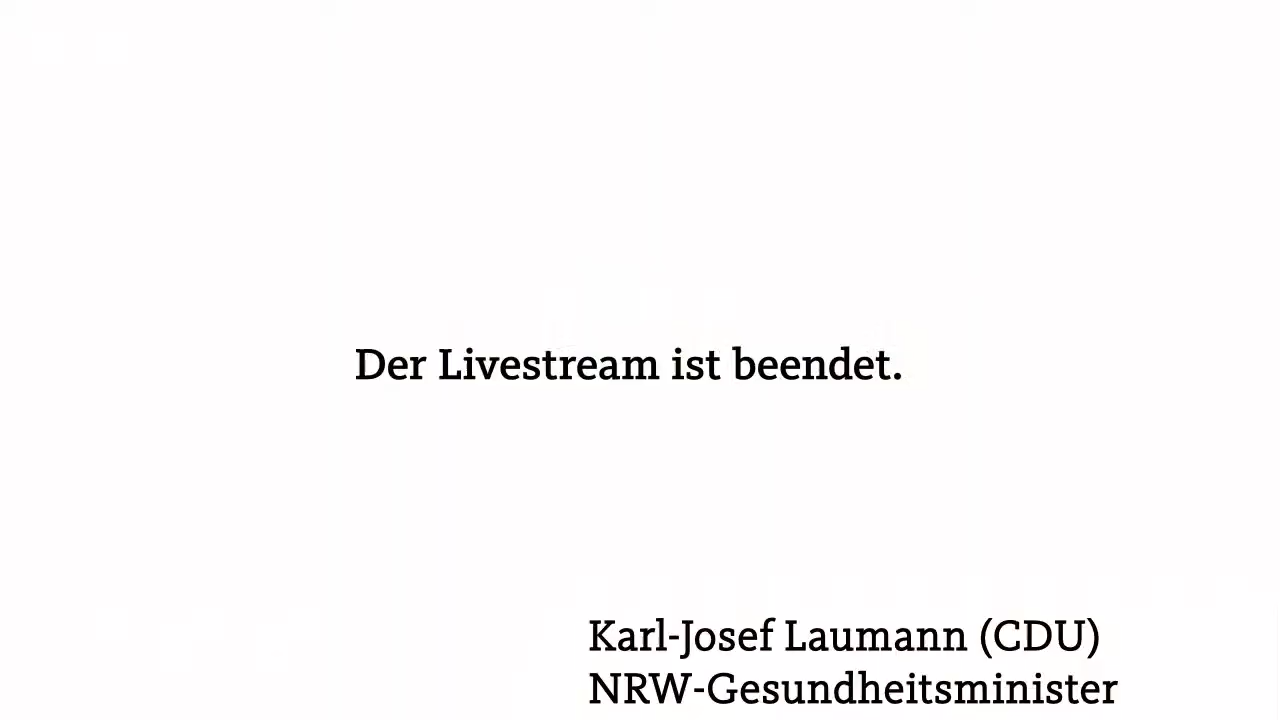 Der Livestream ist beendet.
Karl-Josef Laumann (CDU)
NRW-Gesundheitsminister